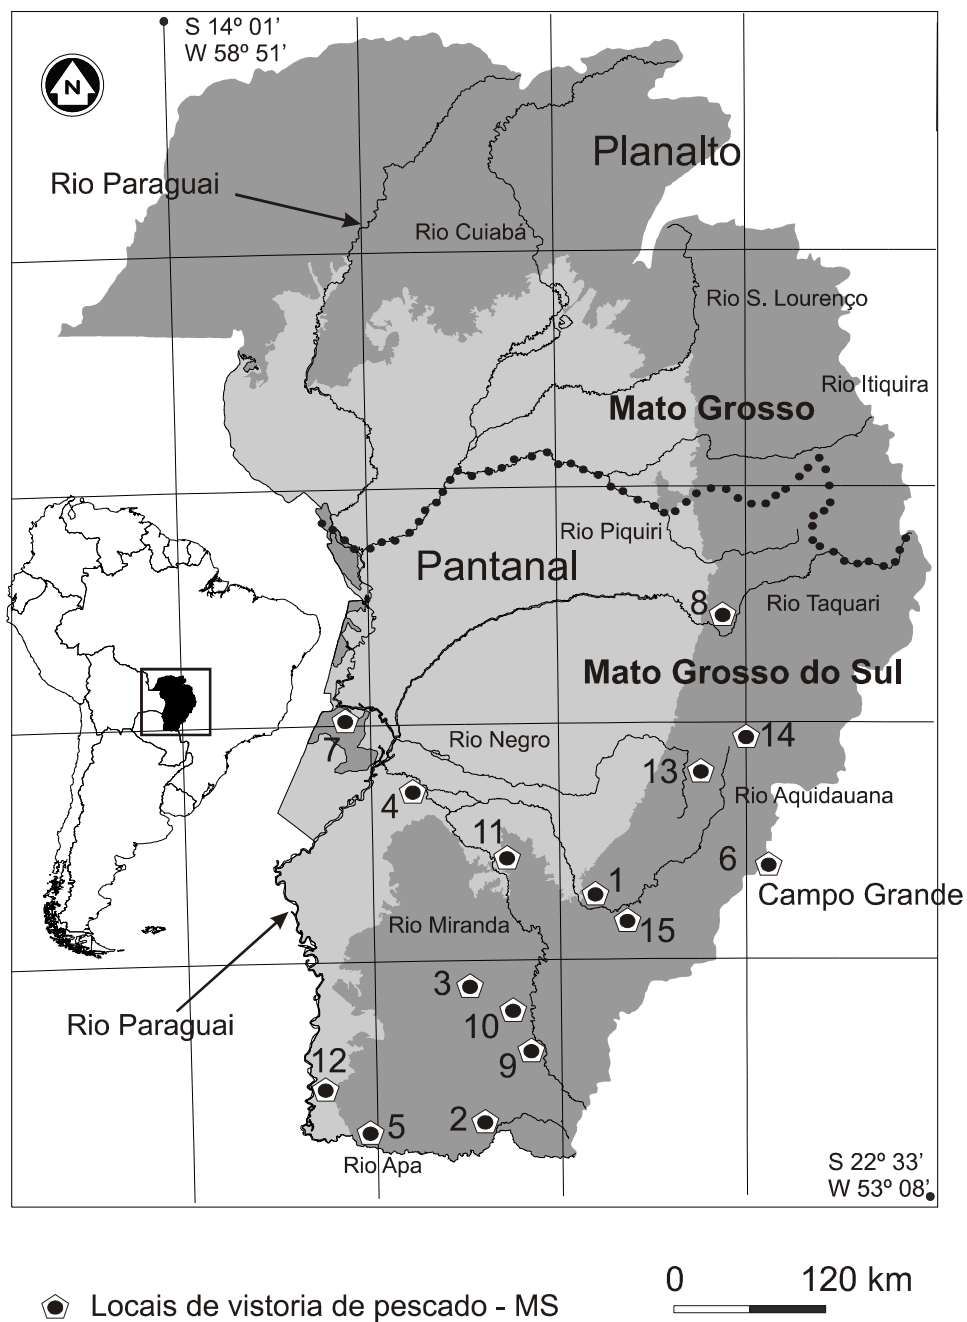 S 14º 01'
W 58º 51'
N
Planalto
Rio Paraguai
Rio Cuiabá
Rio S. Lourenço
Rio Itiquira
Mato Grosso
Rio Piquiri
Pantanal
8
Rio Taquari
Mato Grosso do Sul
7
Rio Negro
14
13
Rio Aquidauana
4
11
6
Campo Grande
1
Rio Miranda
15
3
Rio Paraguai
10
9
12
2
5
Rio Apa
S 22º 33'
W 53º 08'
0 120 km
Locais de vistoria de pescado - MS